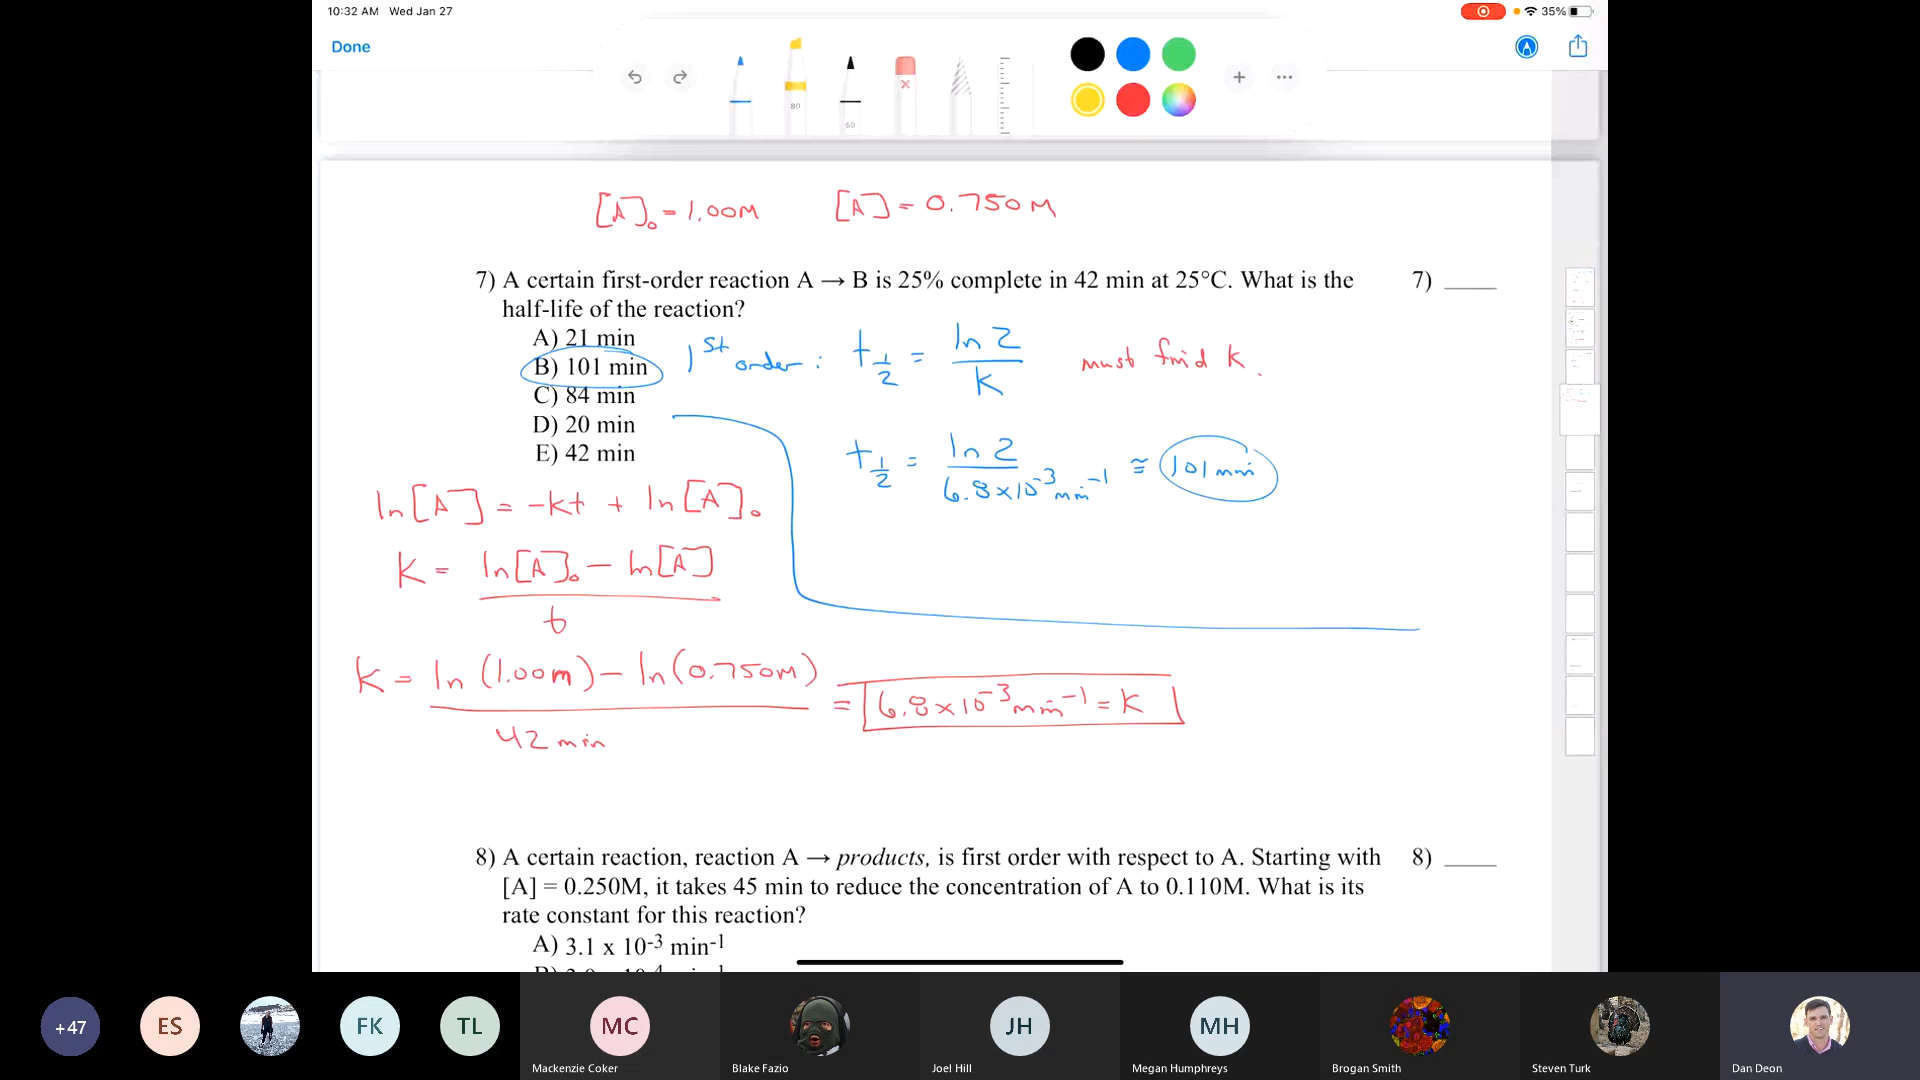 10:32 AM Wed Jan 27
35%
Done
80
60
[A]₀ = 1.00M [A] = 0.750M
7) A certain first-order reaction A → B is 25% complete in 42 min at 25°C. What is the 7) ____
half-life of the reaction?
A) 21 min
B) 101 min
C) 84 min
D) 20 min
E) 42 min
1st order: t 1/2 = ln 2 / K must find k.
t 1/2 = ln 2 / 6.8×10⁻³ min⁻¹ ≅ 101 min
ln[A] = -kt + ln[A]₀
K = ln[A]₀ - ln[A] / t
K = ln (1.00M) - ln(0.750M) / 42 min = 6.8×10⁻³ min⁻¹ = K
8) A certain reaction, reaction A → products, is first order with respect to A. Starting with 8) ____
[A] = 0.250M, it takes 45 min to reduce the concentration of A to 0.110M. What is its
rate constant for this reaction?
A) 3.1 x 10⁻³ min⁻¹
+47 ES FK TL MC JH MH
Mackenzie Coker Blake Fazio Joel Hill Megan Humphreys Brogan Smith Steven Turk Dan Deon